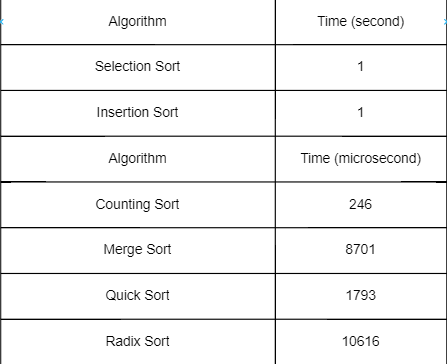 Algorithm Time (second)
Selection Sort 1
Insertion Sort 1
Algorithm Time (microsecond)
Counting Sort 246
Merge Sort 8701
Quick Sort 1793
Radix Sort 10616